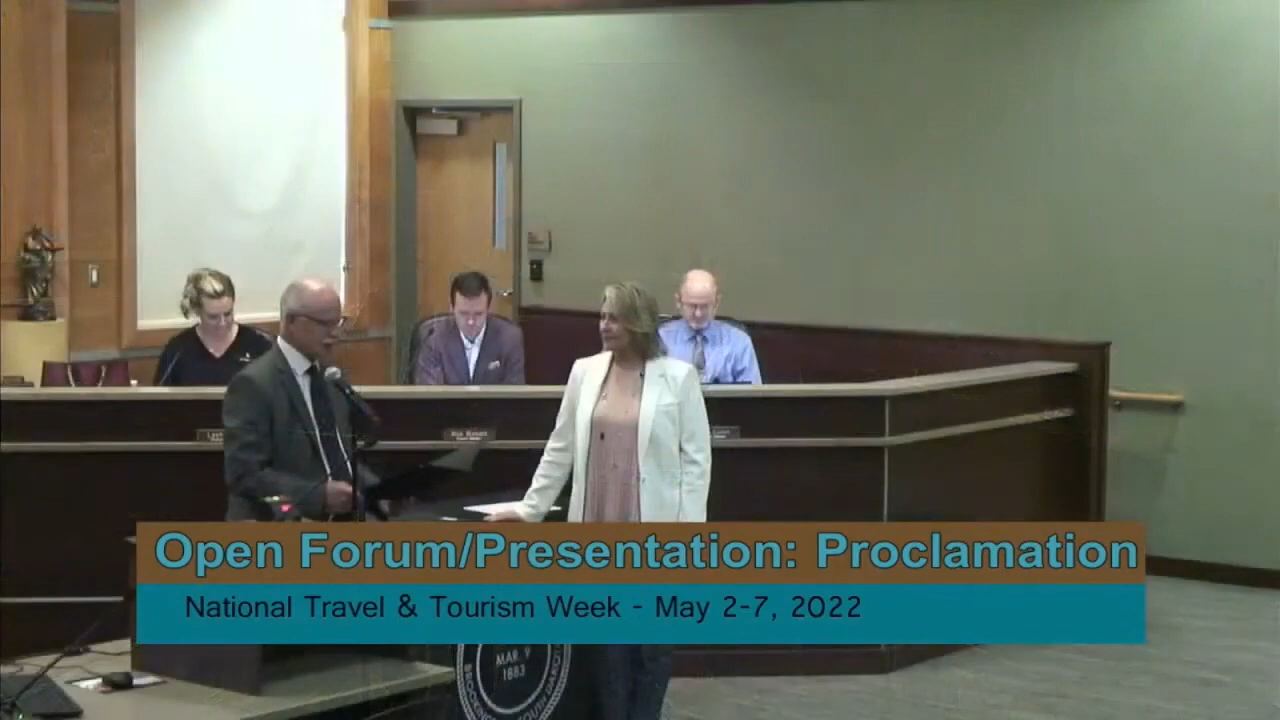 Open Forum/Presentation: Proclamation
National Travel & Tourism Week - May 2-7, 2022
MAR. 9
1883